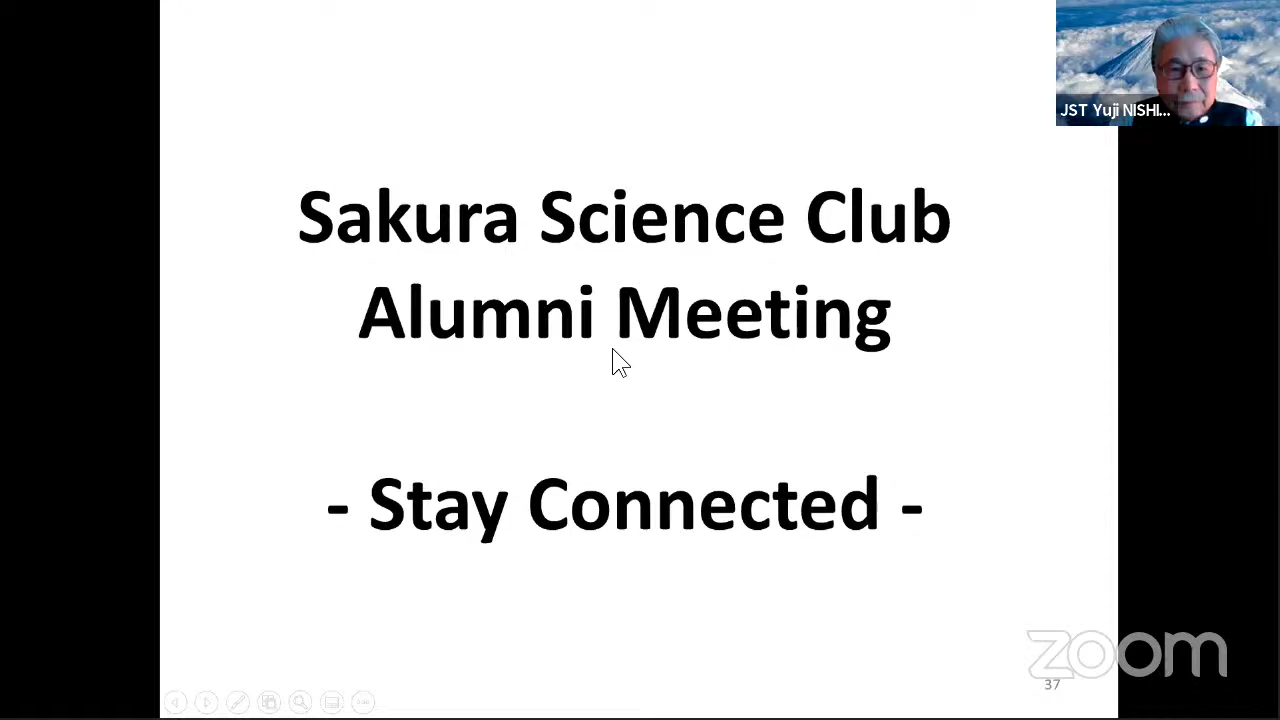 JST Yuji NISHI...
Sakura Science Club
Alumni Meeting
- Stay Connected -
zoom
37